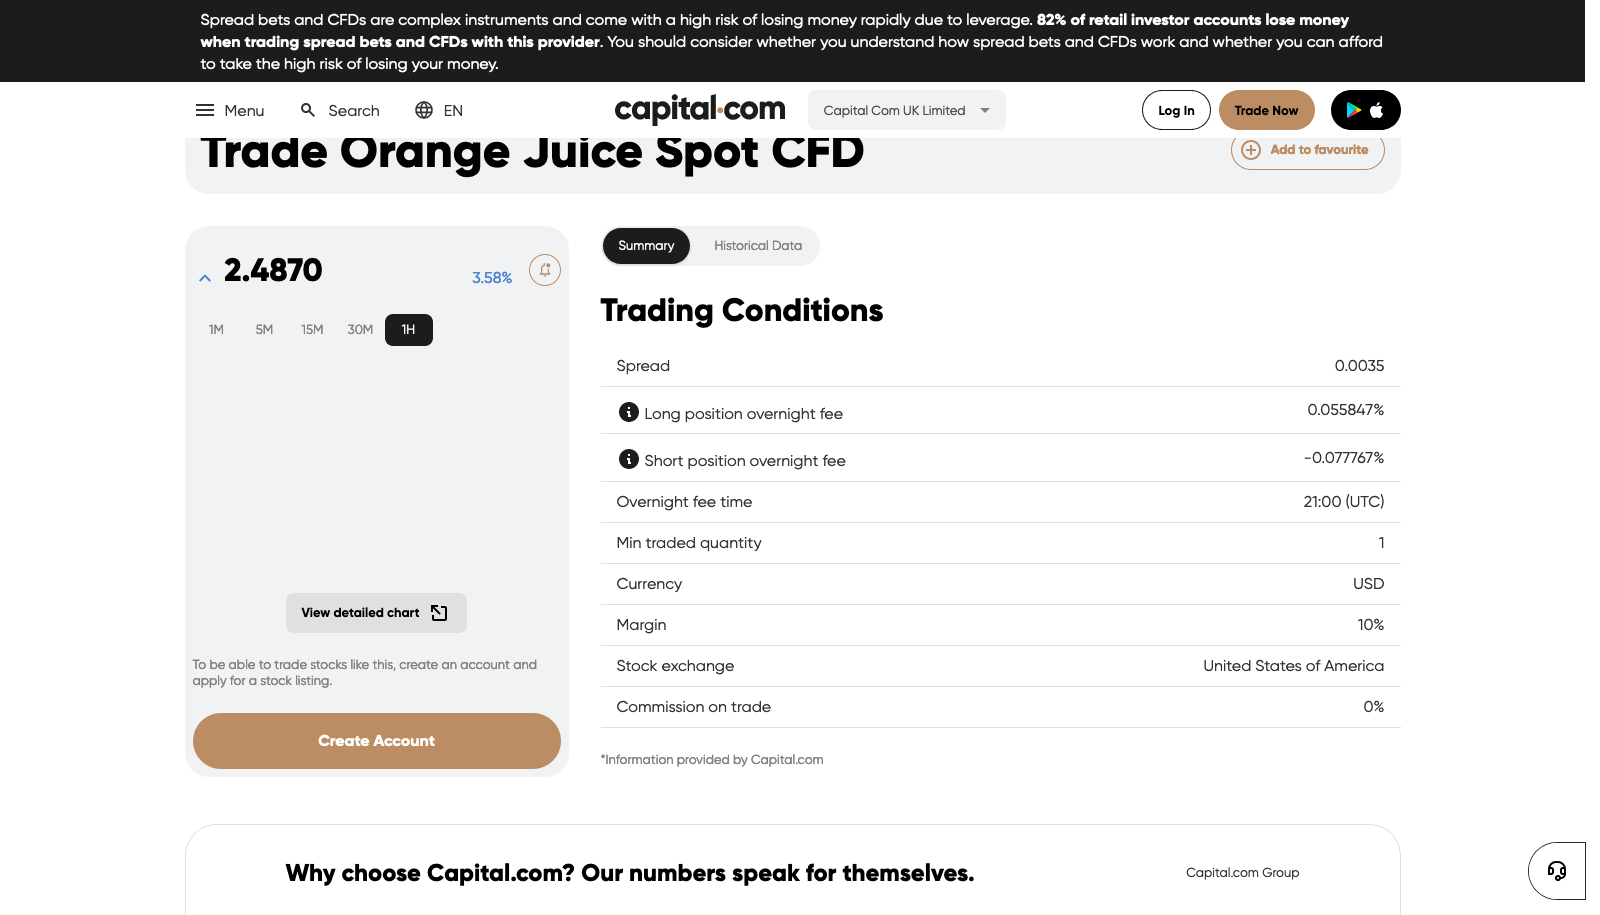 Spread bets and CFDs are complex instruments and come with a high risk of losing money rapidly due to leverage. 82% of retail investor accounts lose money
when trading spread bets and CFDs with this provider. You should consider whether you understand how spread bets and CFDs work and whether you can afford
to take the high risk of losing your money.
Menu Search EN capital.com Capital Com UK Limited Log In Trade Now
Trade Orange Juice Spot CFD
Add to favourite
2.4870 3.58%
1M 5M 15M 30M 1H
View detailed chart
To be able to trade stocks like this, create an account and
apply for a stock listing.
Create Account
Summary Historical Data
Trading Conditions
Spread 0.0035
Long position overnight fee 0.055847%
Short position overnight fee -0.077767%
Overnight fee time 21:00 (UTC)
Min traded quantity 1
Currency USD
Margin 10%
Stock exchange United States of America
Commission on trade 0%
*Information provided by Capital.com
Why choose Capital.com? Our numbers speak for themselves. Capital.com Group